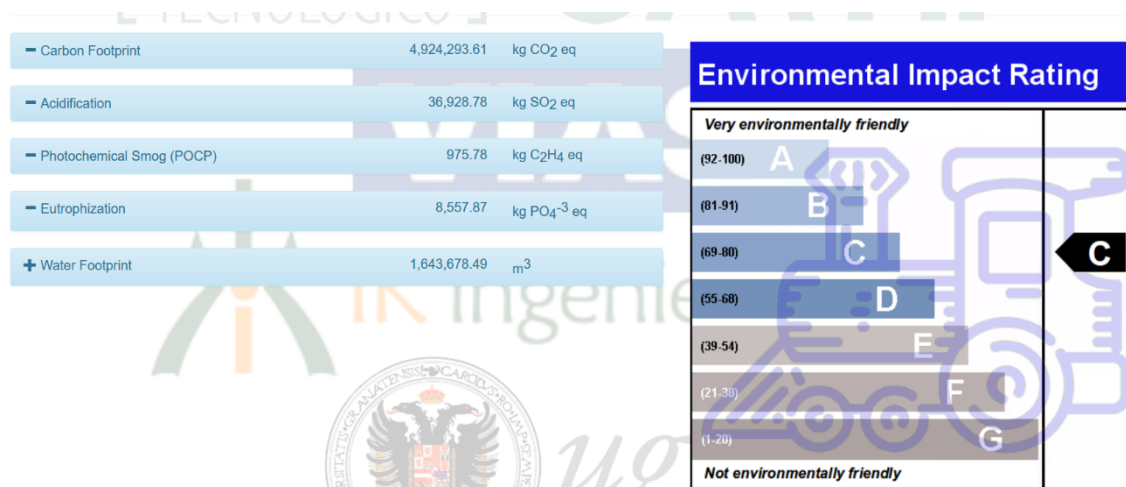 [TECNOLÓGICO]
− Carbon Footprint 4,924,293.61 kg CO2 eq
− Acidification 36,928.78 kg SO2 eq
− Photochemical Smog (POCP) 975.78 kg C2H4 eq
− Eutrophization 8,557.87 kg PO4-3 eq
+ Water Footprint 1,643,678.49 m3
Environmental Impact Rating
Very environmentally friendly
(92-100) A
(81-91) B
(69-80) C
C
(55-68) D
(39-54) E
(21-38) F
(1-20) G
Not environmentally friendly
ugr